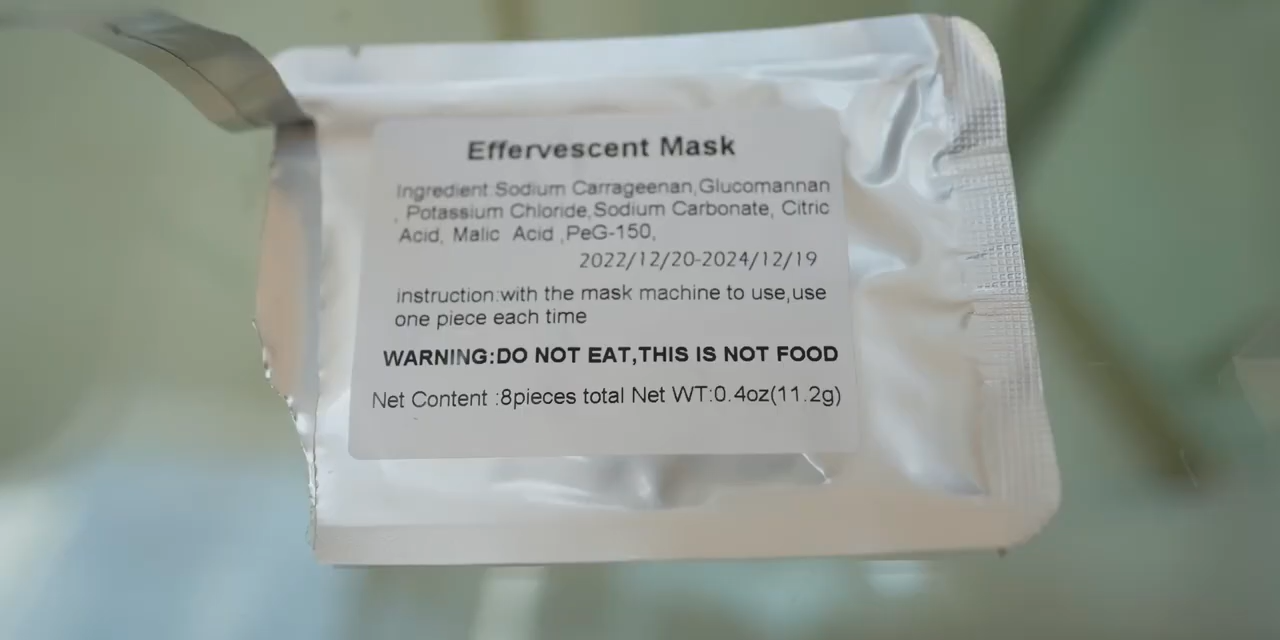 Effervescent Mask
Ingredient Sodium Carrageenan,Glucomannan
, Potassium Chloride,Sodium Carbonate, Citric
Acid, Malic Acid ,PeG-150,
2022/12/20-2024/12/19
instruction:with the mask machine to use,use
one piece each time
WARNING:DO NOT EAT,THIS IS NOT FOOD
Net Content :8pieces total Net WT:0.4oz(11.2g)